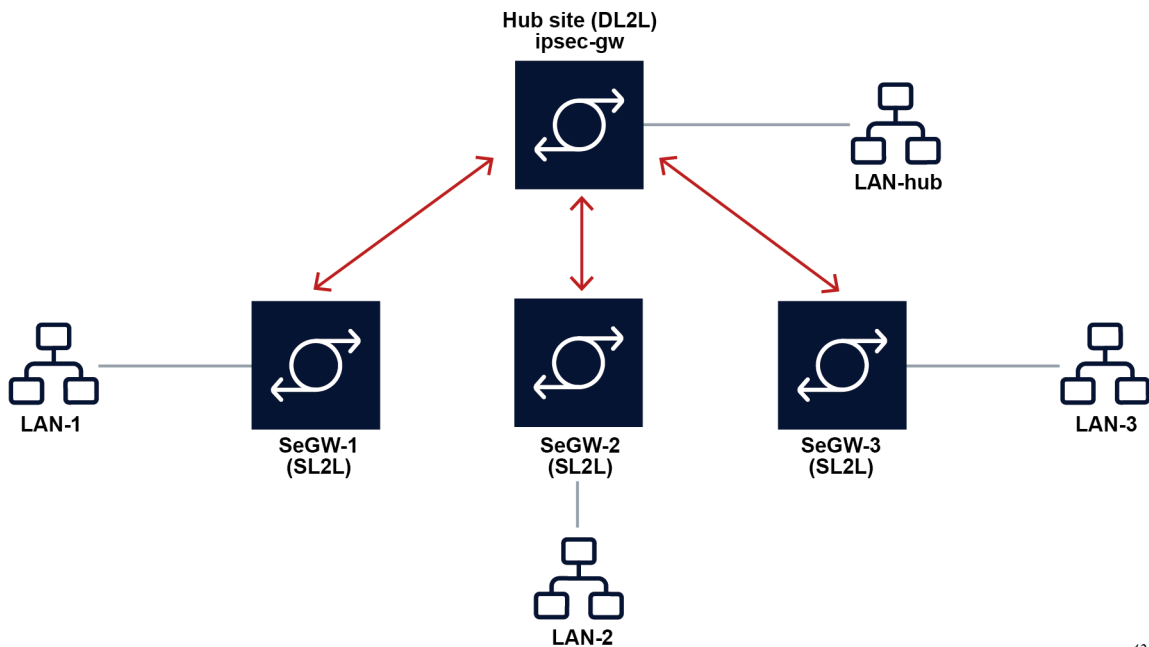 Hub site (DL2L)
ipsec-gw
LAN-hub
LAN-1
SeGW-1
(SL2L)
SeGW-2
(SL2L)
SeGW-3
(SL2L)
LAN-3
LAN-2